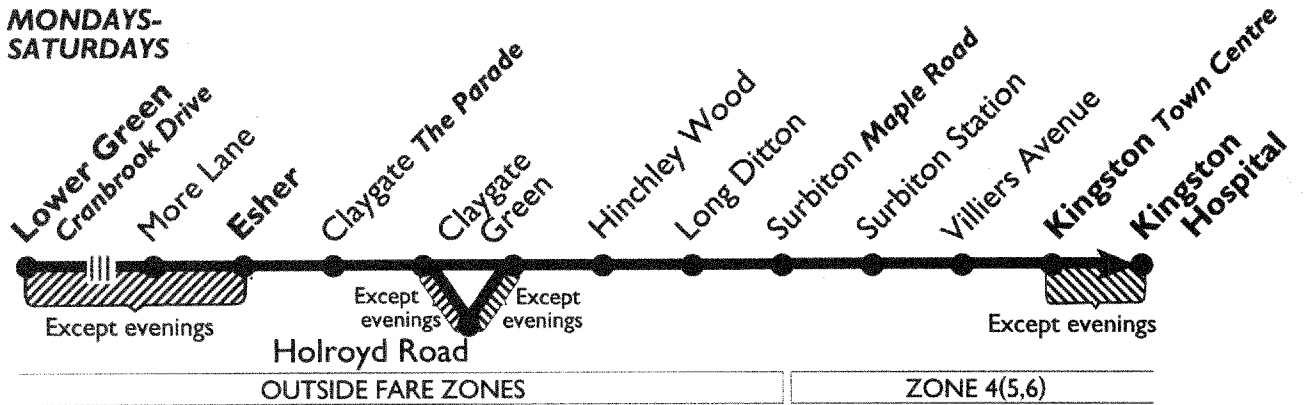 MONDAYS-
SATURDAYS
Lower Green
Cranbrook Drive
More Lane
Esher
Claygate The Parade
Claygate
Green
Hinchley Wood
Long Ditton
Surbiton Maple Road
Surbiton Station
Villiers Avenue
Kingston Town Centre
Kingston
Hospital
Except evenings
Except
evenings
Except
evenings
Except evenings
Holroyd Road
OUTSIDE FARE ZONES
ZONE 4(5,6)